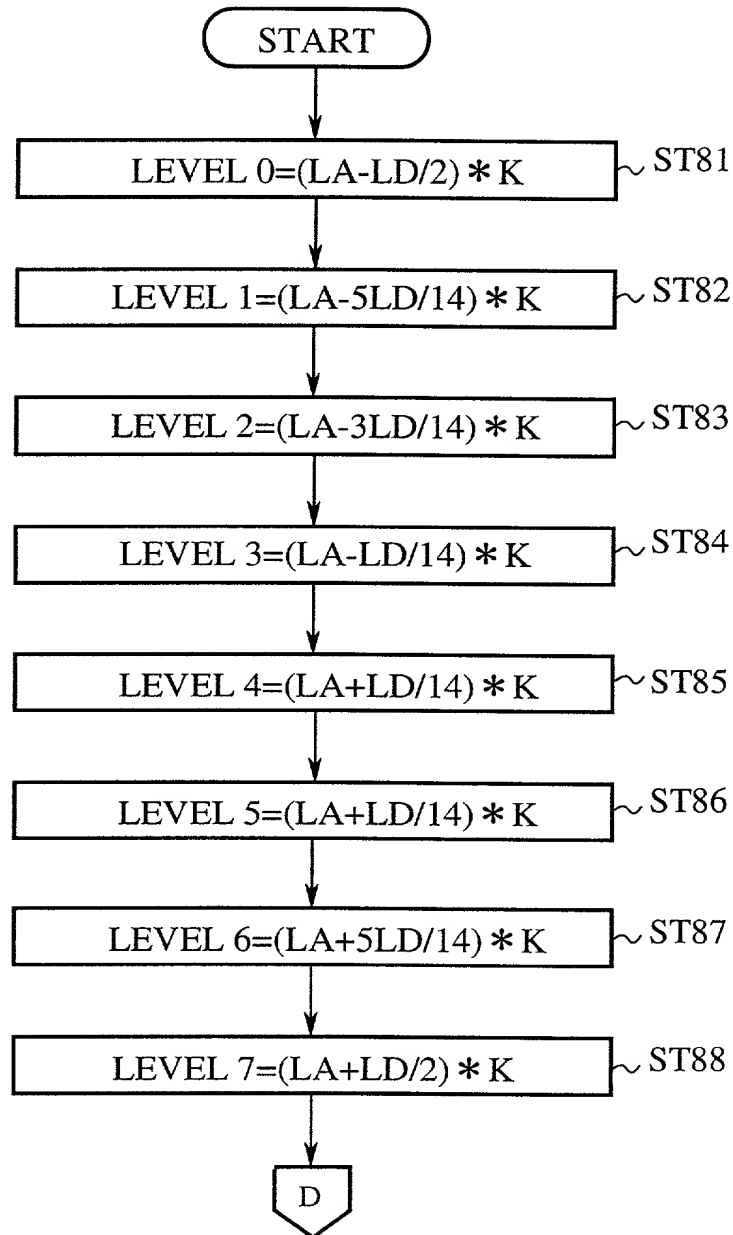 START
LEVEL 0=(LA-LD/2) * K
ST81
LEVEL 1=(LA-5LD/14) * K
ST82
LEVEL 2=(LA-3LD/14) * K
ST83
LEVEL 3=(LA-LD/14) * K
ST84
LEVEL 4=(LA+LD/14) * K
ST85
LEVEL 5=(LA+LD/14) * K
ST86
LEVEL 6=(LA+5LD/14) * K
ST87
LEVEL 7=(LA+LD/2) * K
ST88
D